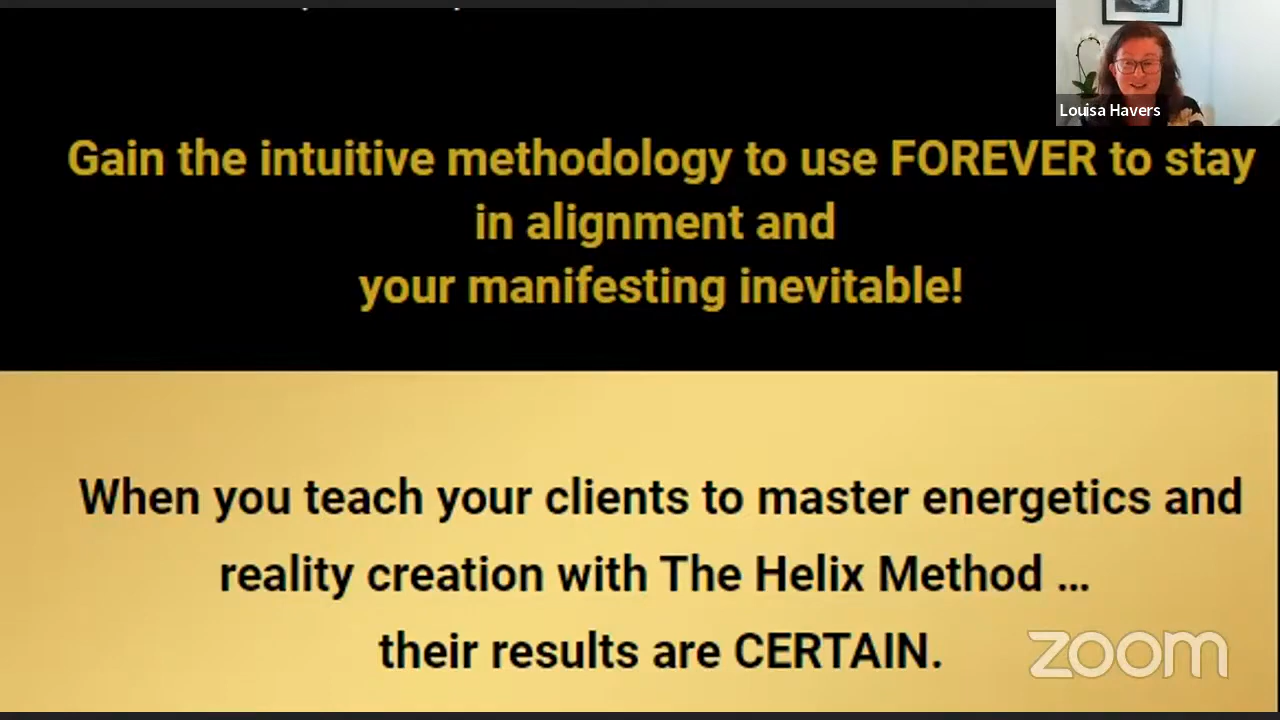 Louisa Havers
Gain the intuitive methodology to use FOREVER to stay
in alignment and
your manifesting inevitable!
When you teach your clients to master energetics and
reality creation with The Helix Method ...
their results are CERTAIN.
zoom